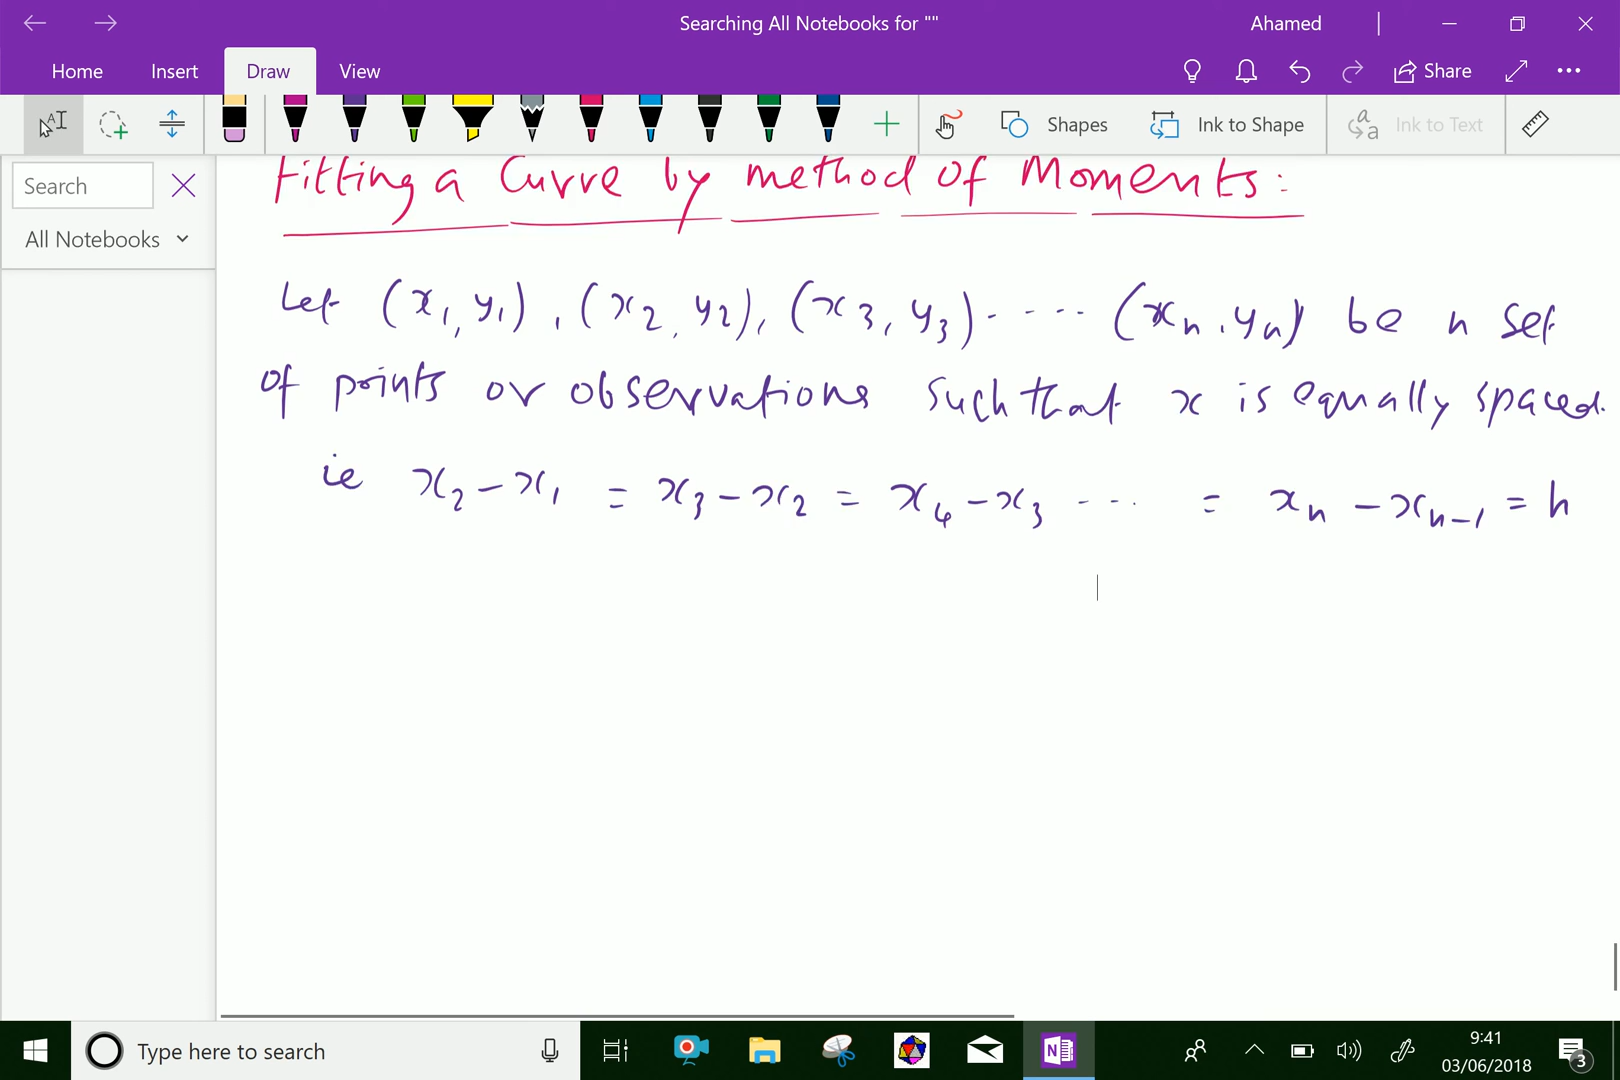 Searching All Notebooks for ""
Ahamed
Home Insert Draw View
Share
Shapes Ink to Shape Ink to Text
Search
All Notebooks
Fitting a Curve by method of Moments:
Let (x₁, y₁), (x₂, y₂), (x₃, y₃) ..... (xₙ, yₙ) be n set
of points or observations such that x is equally spaced.
ie x₂ - x₁ = x₃ - x₂ = x₄ - x₃ ... = xₙ - xₙ₋₁ = h
Type here to search
9:41
03/06/2018
3